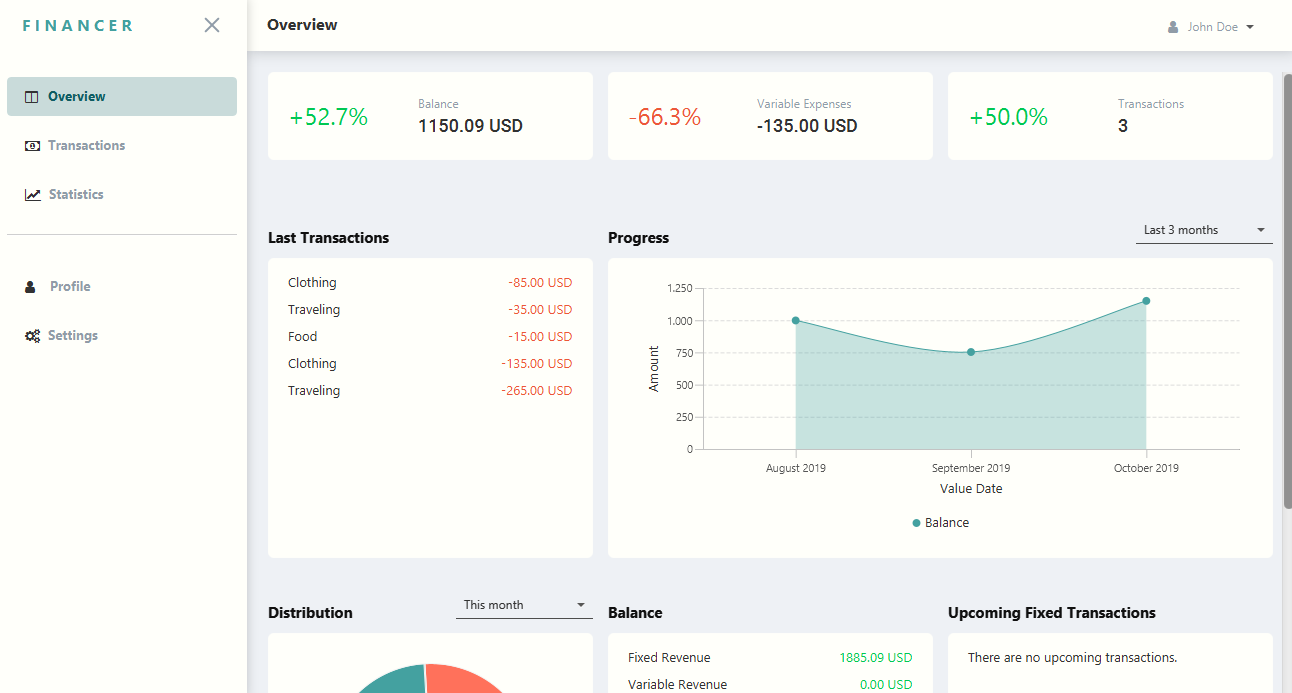 FINANCER
Overview
Transactions
Statistics
Profile
Settings
Overview
John Doe
+52.7%
Balance
1150.09 USD
-66.3%
Variable Expenses
-135.00 USD
+50.0%
Transactions
3
Last Transactions
Clothing -85.00 USD
Traveling -35.00 USD
Food -15.00 USD
Clothing -135.00 USD
Traveling -265.00 USD
Progress
Last 3 months
1.250
1.000
750
500
250
0
Amount
August 2019 September 2019 October 2019
Value Date
Balance
Distribution
This month
Balance
Fixed Revenue 1885.09 USD
Variable Revenue 0.00 USD
Upcoming Fixed Transactions
There are no upcoming transactions.